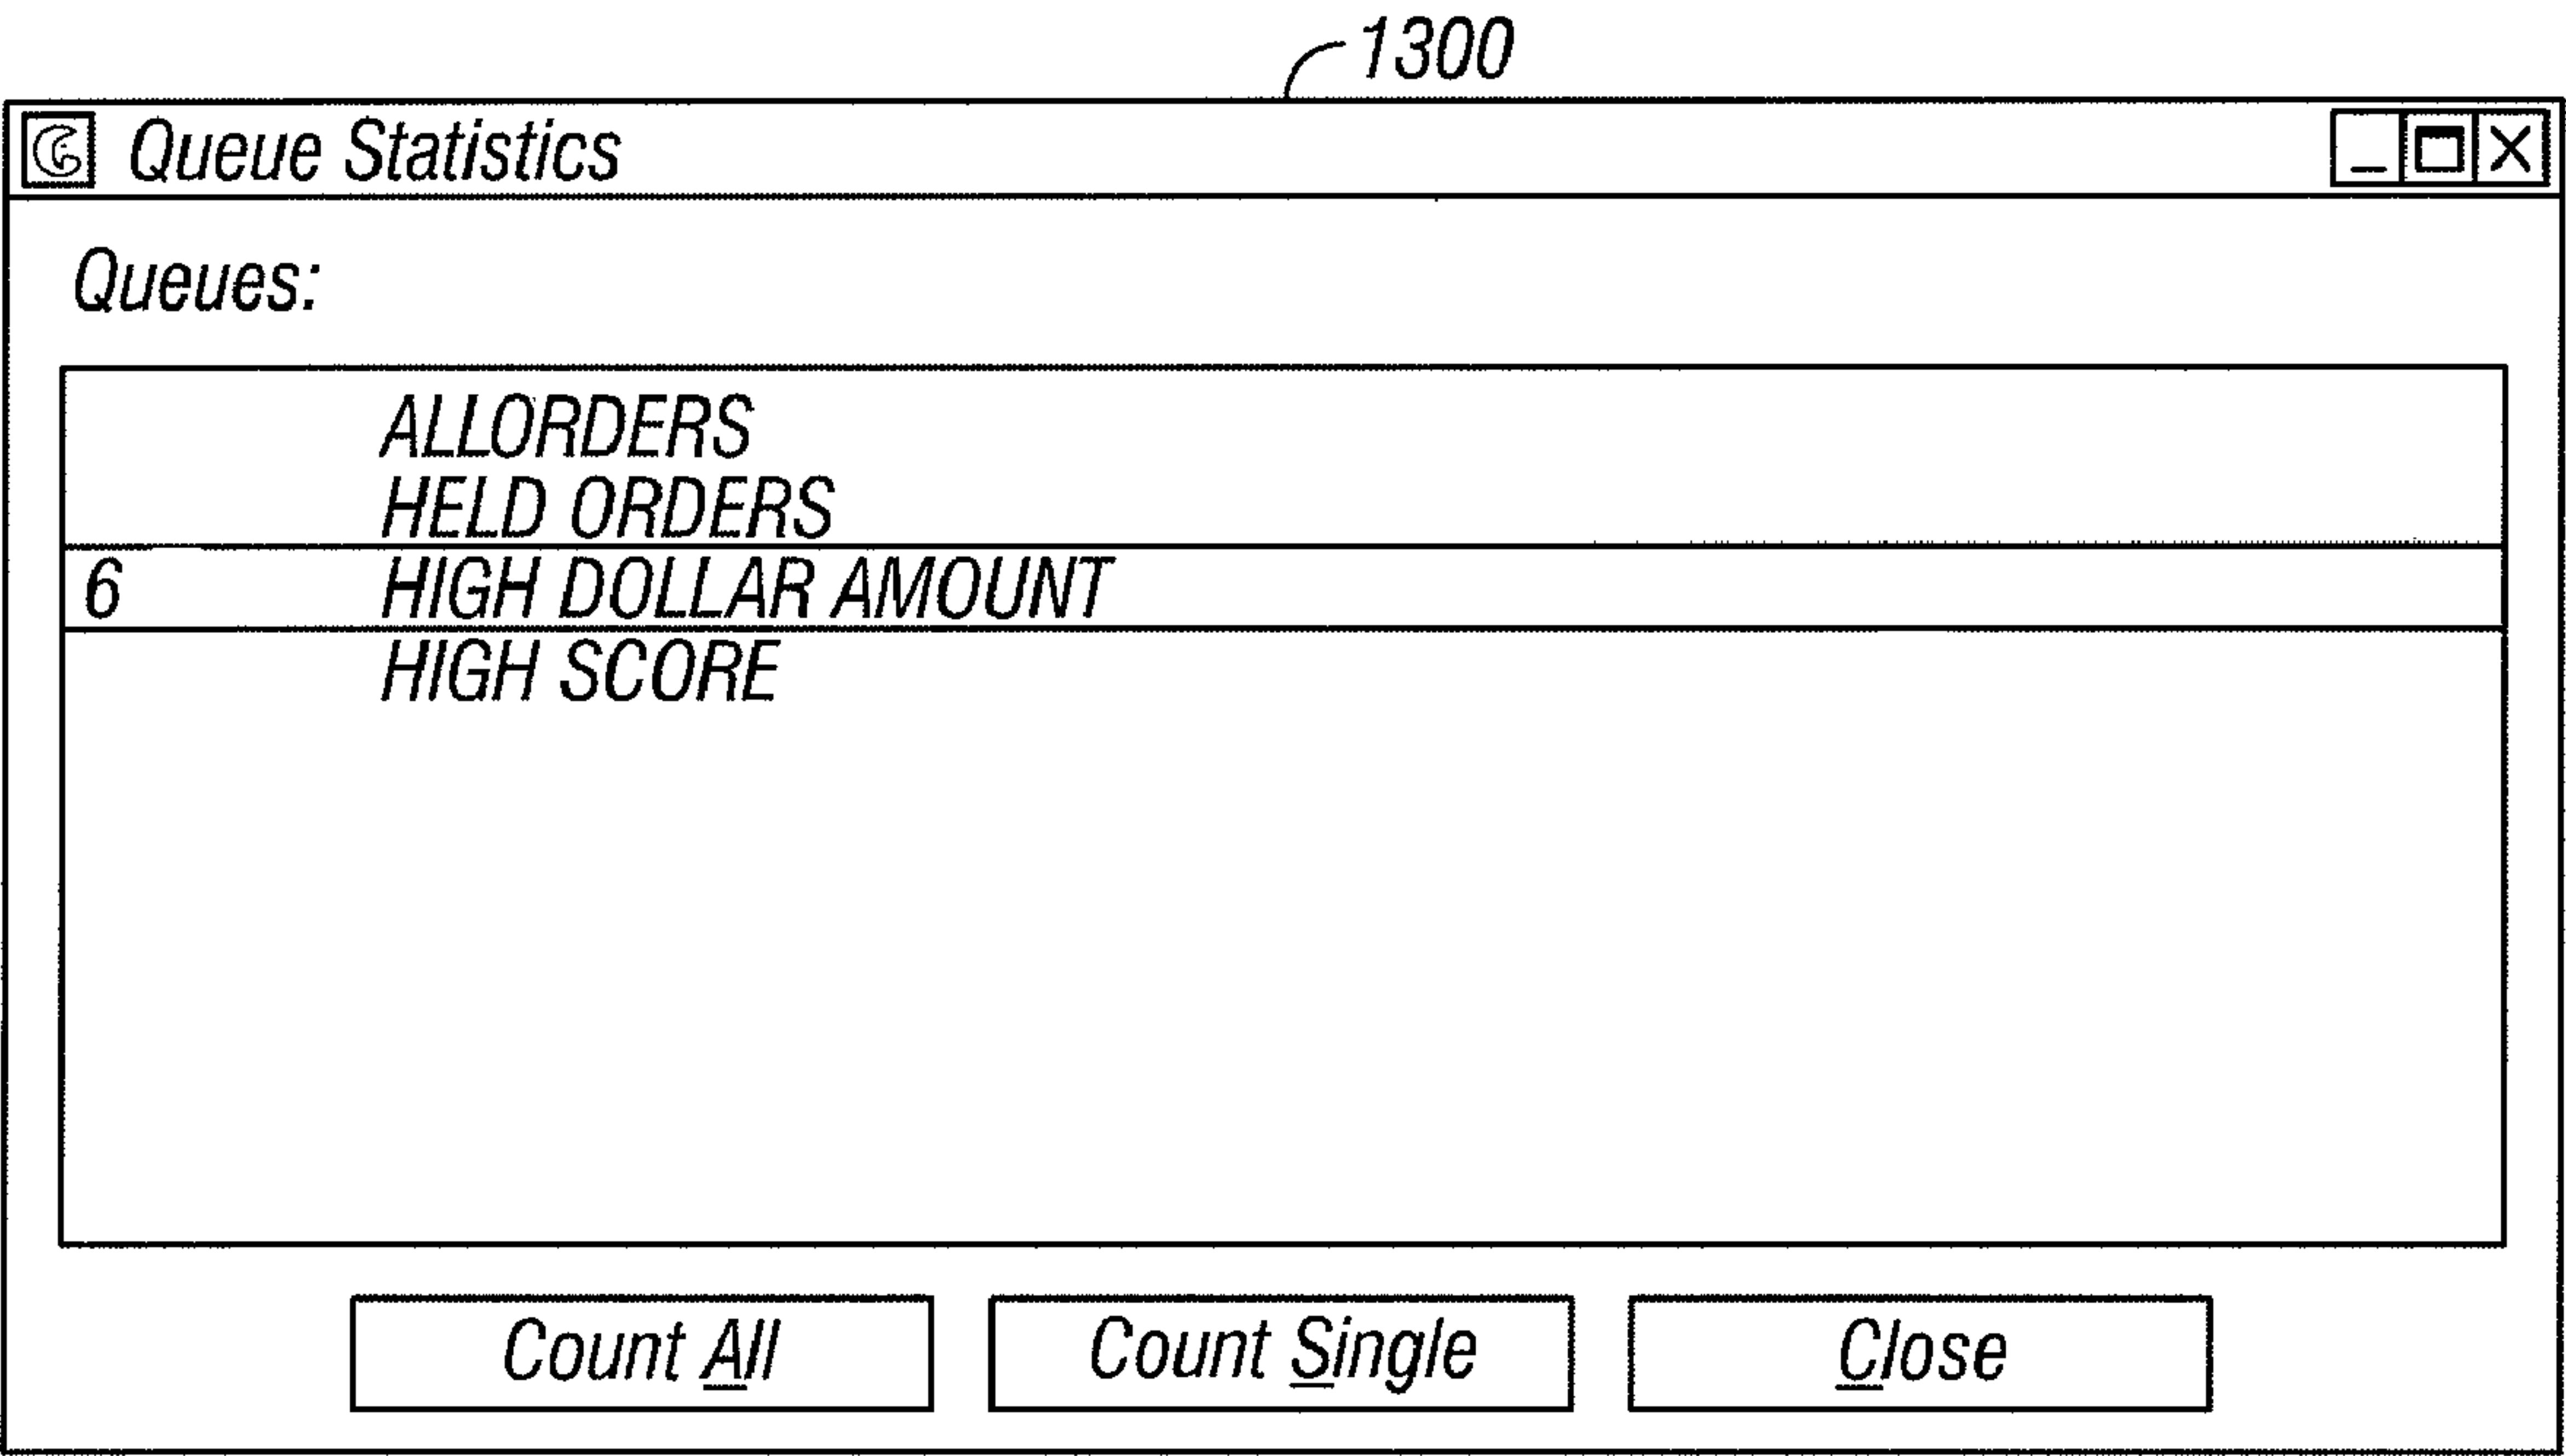 1300
Queue Statistics
Queues:
ALLORDERS
HELD ORDERS
6 HIGH DOLLAR AMOUNT
HIGH SCORE
Count All Count Single Close